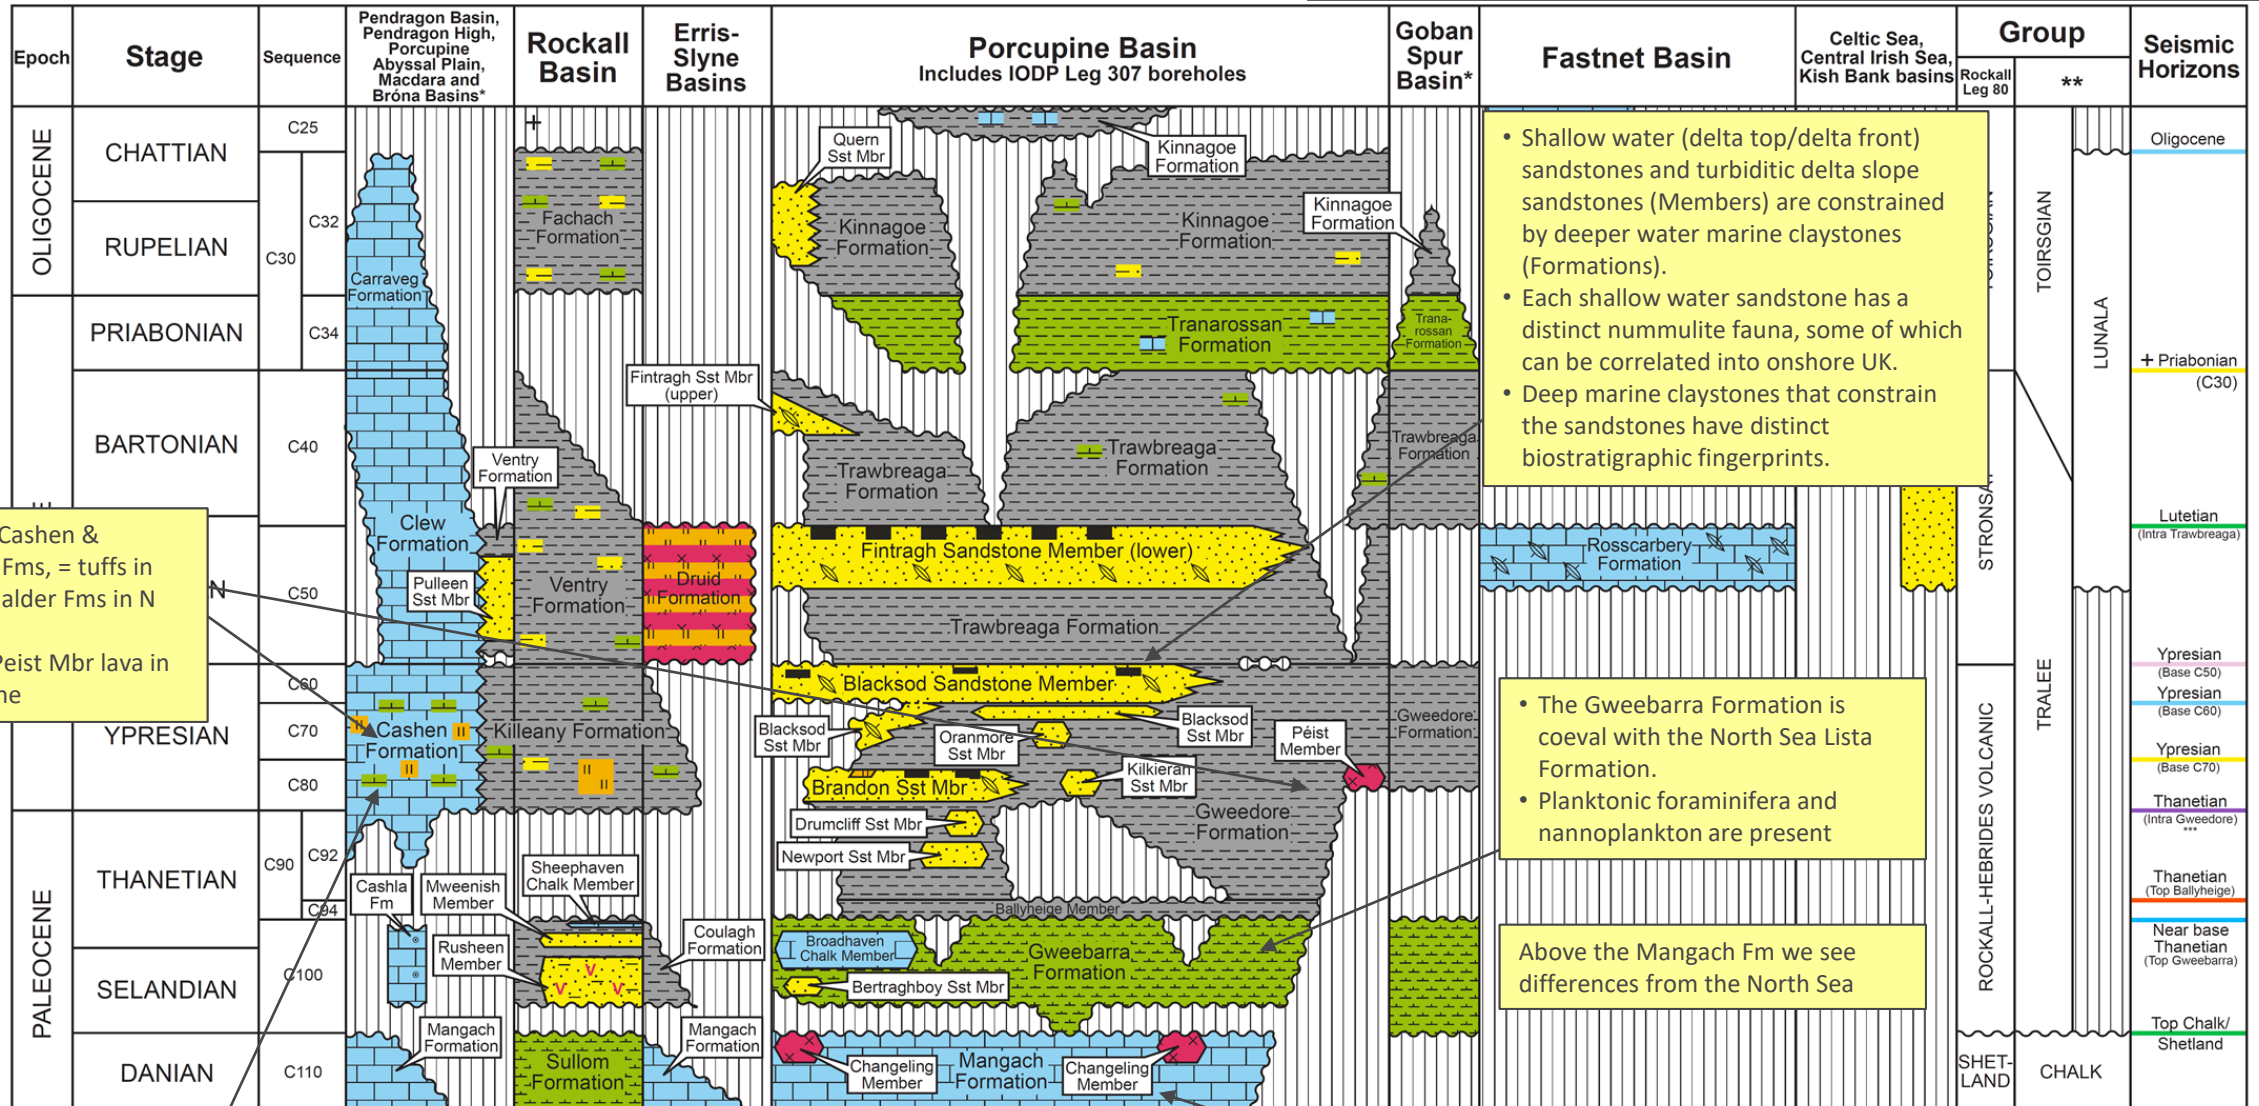 Epoch
Stage
Sequence
Pendragon Basin,
Pendragon High,
Porcupine
Abyssal Plain,
Macdara and
Bróna Basins*
Rockall
Basin
Erris-
Slyne
Basins
Porcupine Basin
Includes IODP Leg 307 boreholes
Goban
Spur
Basin*
Fastnet Basin
Celtic Sea,
Central Irish Sea,
Kish Bank basins
Group
Rockall
Leg 80
**
Seismic
Horizons
OLIGOCENE
PALEOCENE
CHATTIAN
RUPELIAN
PRIABONIAN
BARTONIAN
YPRESIAN
THANETIAN
SELANDIAN
DANIAN
C25
C30
C32
C34
C40
C50
C60
C70
C80
C90
C92
C94
C100
C110
Carraveg
Formation
Clew
Formation
Ventry
Formation
Pulleen
Sst Mbr
Cashen
Formation
Cashla
Fm
Mangach
Formation
+
Fachach
Formation
Ventry
Formation
Killeany Formation
Sheephaven
Chalk Member
Mweenish
Member
Rusheen
Member
Sullom
Formation
Druid
Formation
Coulagh
Formation
Mangach
Formation
Quern
Sst Mbr
Kinnagoe
Formation
Kinnagoe
Formation
Kinnagoe
Formation
Kinnagoe
Formation
Tranarossan
Formation
Trana-
rossan
Formation
Fintragh Sst Mbr
(upper)
Trawbreaga
Formation
Trawbreaga
Formation
Trawbreaga
Formation
Fintragh Sandstone Member (lower)
Trawbreaga Formation
Blacksod Sandstone Member
Blacksod
Sst Mbr
Oranmore
Sst Mbr
Blacksod
Sst Mbr
Péist
Member
Gweedore
Formation
Brandon Sst Mbr
Kilkieran
Sst Mbr
Drumcliff Sst Mbr
Gweedore
Formation
Newport Sst Mbr
Ballyheige Member
Broadhaven
Chalk Member
Gweebarra
Formation
Bertraghboy Sst Mbr
Changeling
Member
Mangach
Formation
Changeling
Member
Rosscarbery
Formation
• Shallow water (delta top/delta front)
sandstones and turbiditic delta slope
sandstones (Members) are constrained
by deeper water marine claystones
(Formations).
• Each shallow water sandstone has a
distinct nummulite fauna, some of which
can be correlated into onshore UK.
• Deep marine claystones that constrain
the sandstones have distinct
biostratigraphic fingerprints.
Cashen &
Fms, = tuffs in
alder Fms in N
Peist Mbr lava in
ne
• The Gweebarra Formation is
coeval with the North Sea Lista
Formation.
• Planktonic foraminifera and
nannoplankton are present
Above the Mangach Fm we see
differences from the North Sea
STRONSAY
ROCKALL-HEBRIDES VOLCANIC
SHET-
LAND
TOIRSGIAN
LUNALA
TRALEE
CHALK
Oligocene
+ Priabonian
(C30)
Lutetian
(Intra Trawbreaga)
Ypresian
(Base C50)
Ypresian
(Base C60)
Ypresian
(Base C70)
Thanetian
(Intra Gweedore)
***
Thanetian
(Top Ballyheige)
Near base
Thanetian
(Top Gweebarra)
Top Chalk/
Shetland